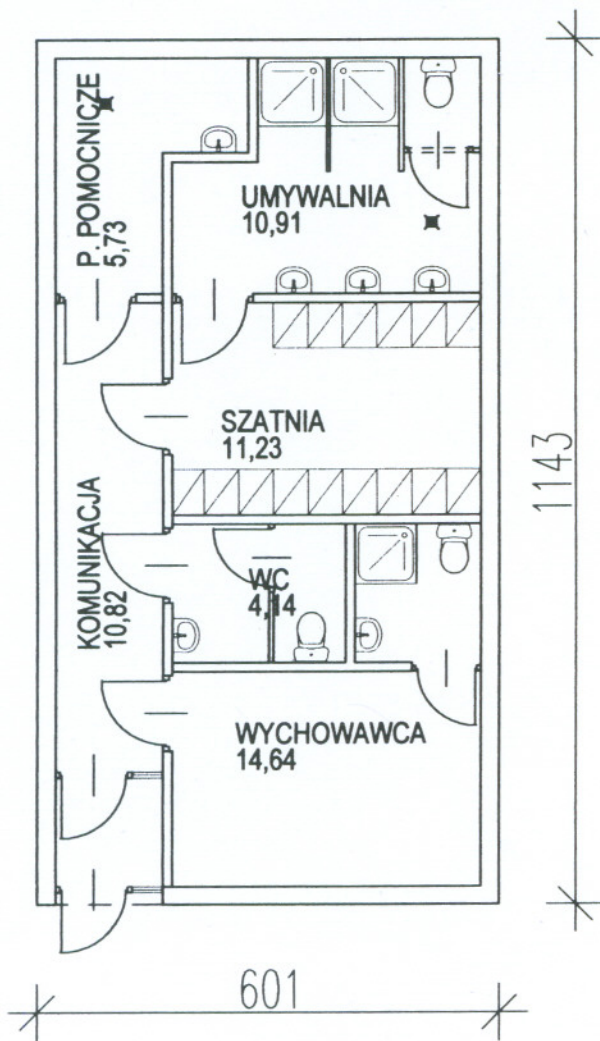 P. POMOCNICZE
5,73
UMYWALNIA
10,91
SZATNIA
11,23
KOMUNIKACJA
10,82
WC
4,14
WYCHOWAWCA
14,64
1143
601